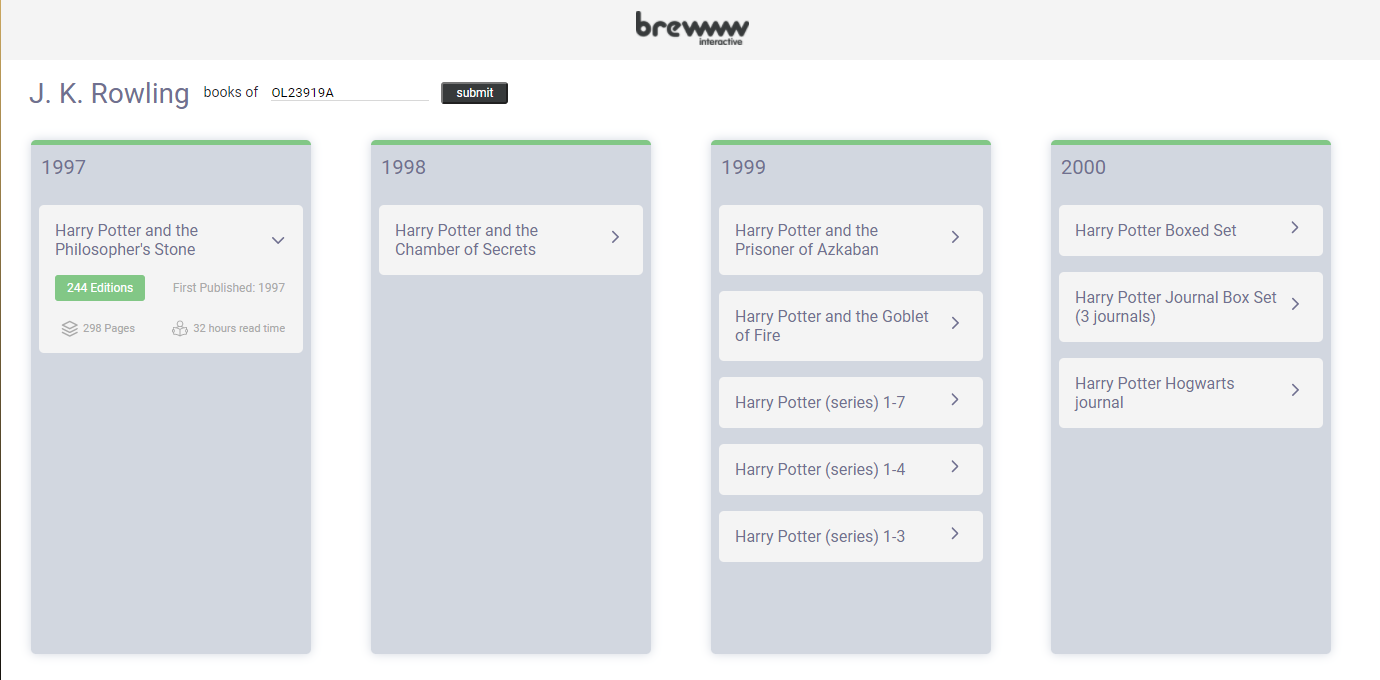 brewww
interactive
J. K. Rowling books of OL23919A submit
1997
Harry Potter and the
Philosopher's Stone
244 Editions First Published: 1997
298 Pages 32 hours read time
1998
Harry Potter and the
Chamber of Secrets
1999
Harry Potter and the
Prisoner of Azkaban
Harry Potter and the Goblet
of Fire
Harry Potter (series) 1-7
Harry Potter (series) 1-4
Harry Potter (series) 1-3
2000
Harry Potter Boxed Set
Harry Potter Journal Box Set
(3 journals)
Harry Potter Hogwarts
journal